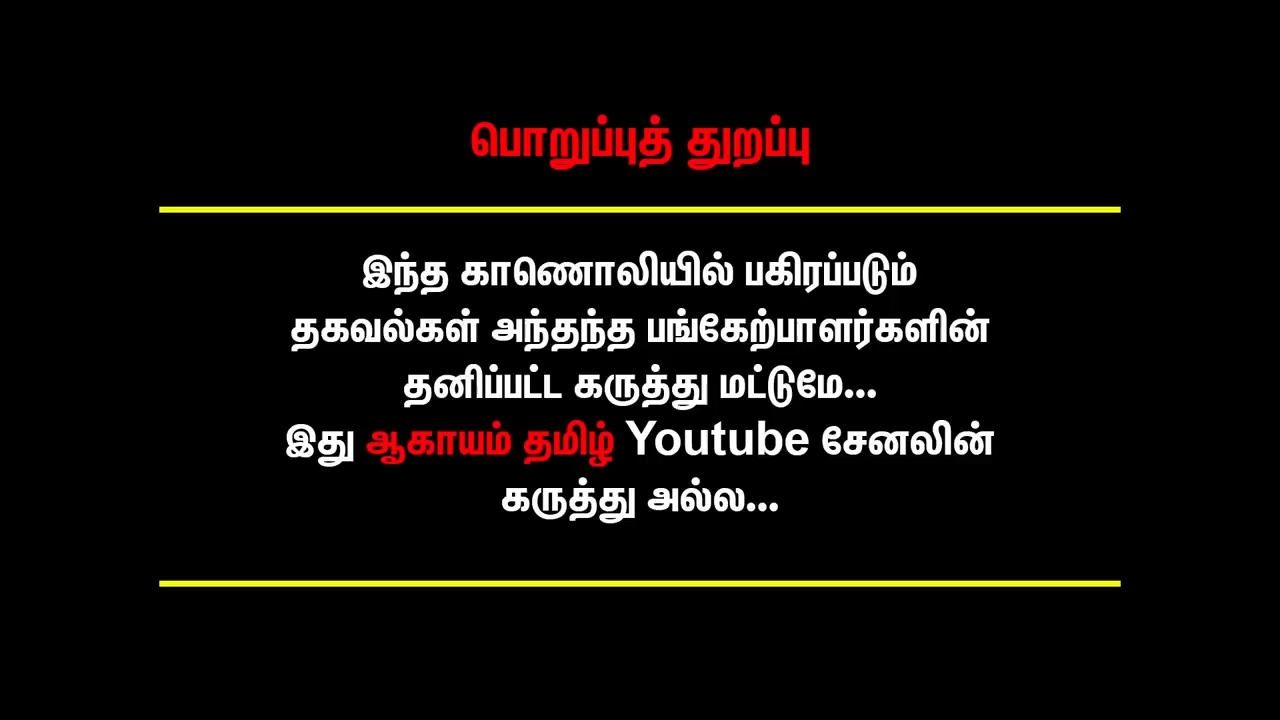 பொறுப்புத் துறப்பு
இந்த காணொலியில் பகிரப்படும்
தகவல்கள் அந்தந்த பங்கேற்பாளர்களின்
தனிப்பட்ட கருத்து மட்டுமே...
இது ஆகாயம் தமிழ் Youtube சேனலின்
கருத்து அல்ல...